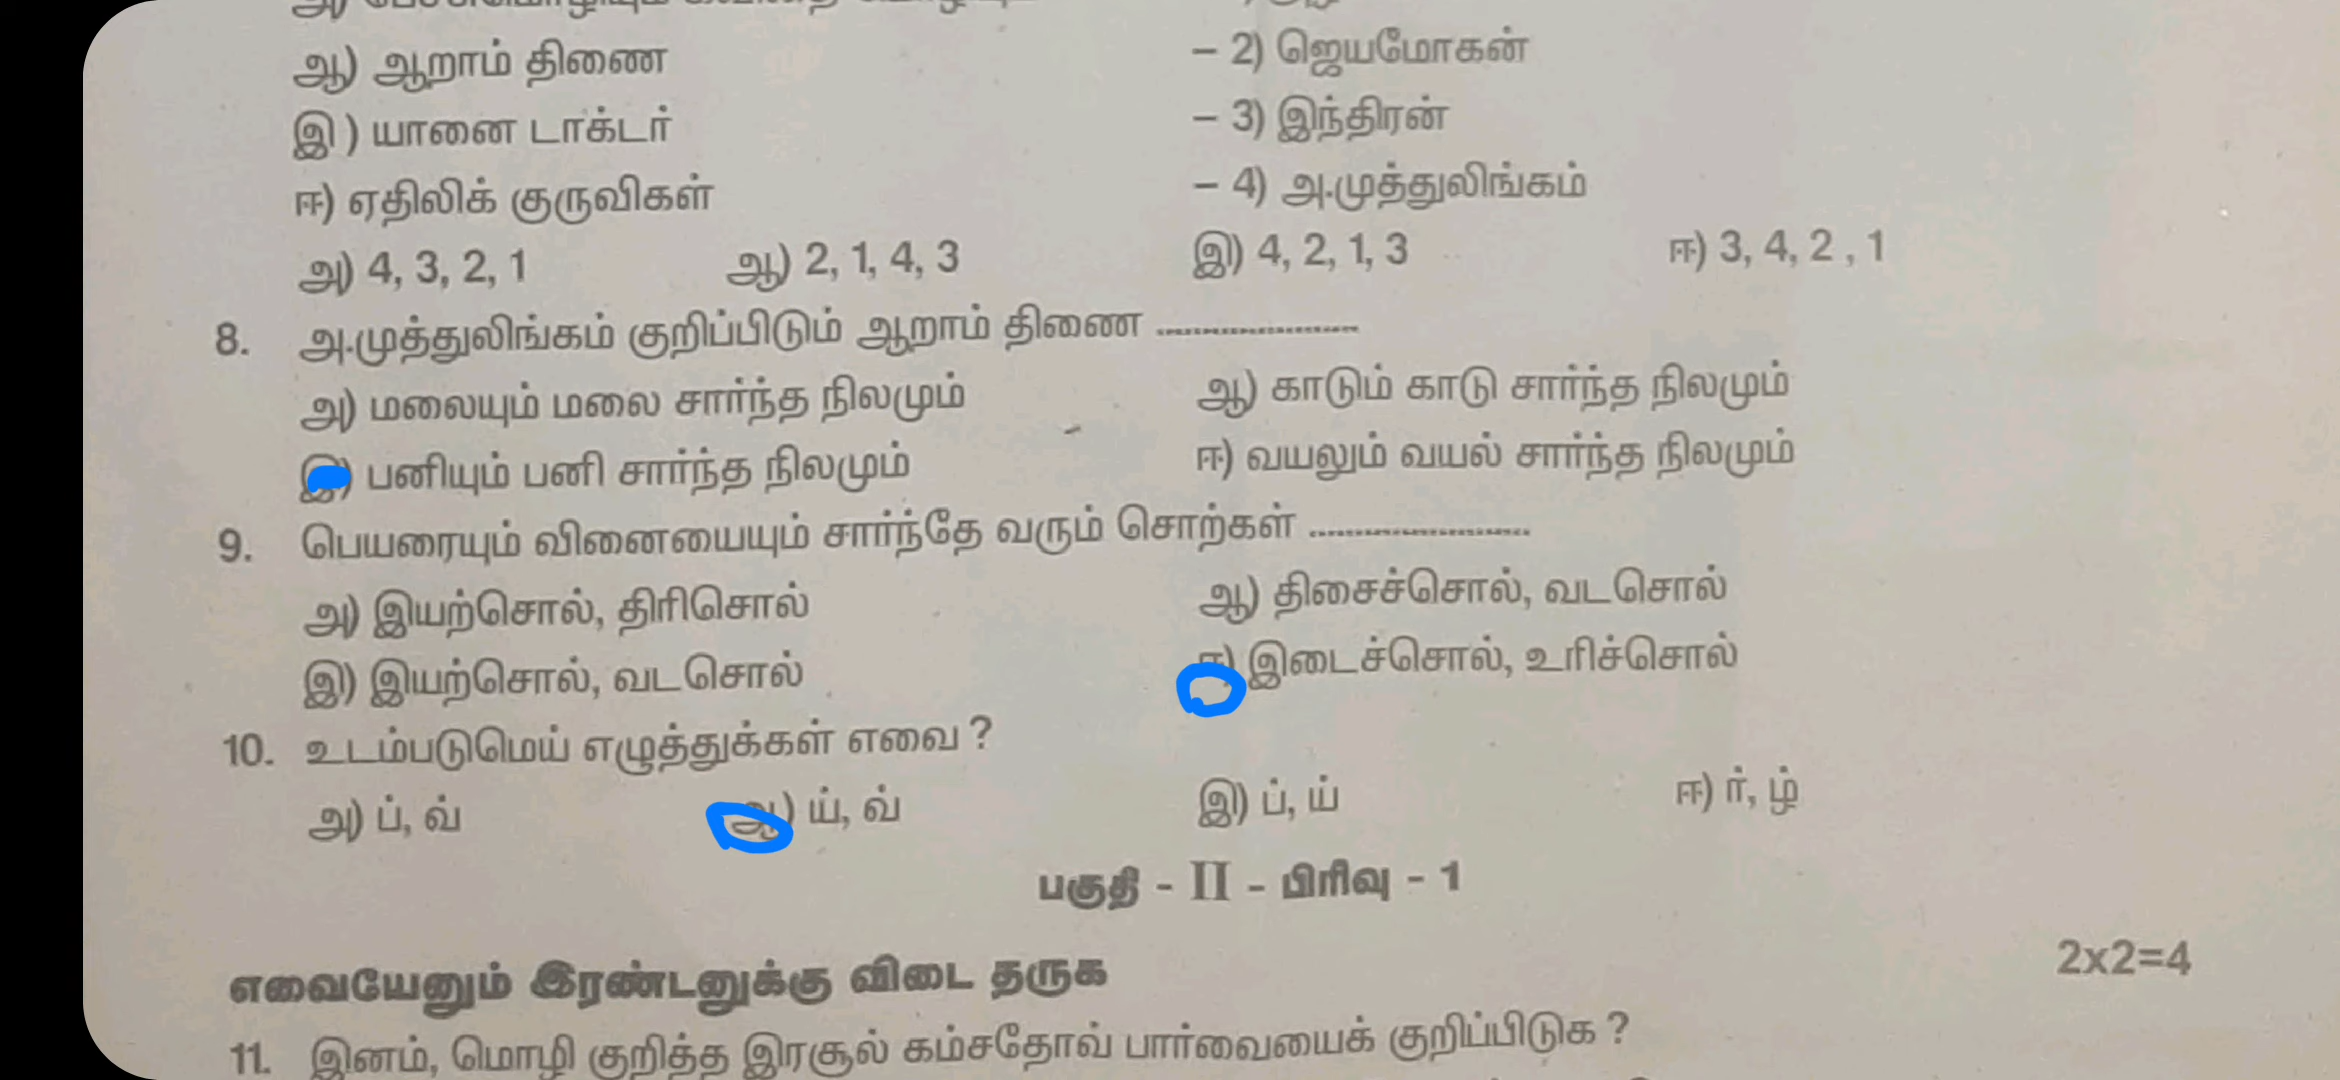 ஆ) ஆறாம் திணை – 2) ஜெயமோகன்
இ ) யானை டாக்டர் – 3) இந்திரன்
ஈ) ஏதிலிக் குருவிகள் – 4) அ.முத்துலிங்கம்
அ) 4, 3, 2, 1 ஆ) 2, 1, 4, 3 இ) 4, 2, 1, 3 ஈ) 3, 4, 2 , 1
8. அ.முத்துலிங்கம் குறிப்பிடும் ஆறாம் திணை ........................
அ) மலையும் மலை சார்ந்த நிலமும் ஆ) காடும் காடு சார்ந்த நிலமும்
இ) பனியும் பனி சார்ந்த நிலமும் ஈ) வயலும் வயல் சார்ந்த நிலமும்
9. பெயரையும் வினையையும் சார்ந்தே வரும் சொற்கள் ........................
அ) இயற்சொல், திரிசொல் ஆ) திசைச்சொல், வடசொல்
இ) இயற்சொல், வடசொல் ஈ) இடைச்சொல், உரிச்சொல்
10. உடம்படுமெய் எழுத்துக்கள் எவை ?
அ) ப், வ் ஆ) ய், வ் இ) ப், ய் ஈ) ர், ழ்
பகுதி - II - பிரிவு - 1
எவையேனும் இரண்டனுக்கு விடை தருக 2x2=4
11. இனம், மொழி குறித்த இரசூல் கம்சதோவ் பார்வையைக் குறிப்பிடுக ?